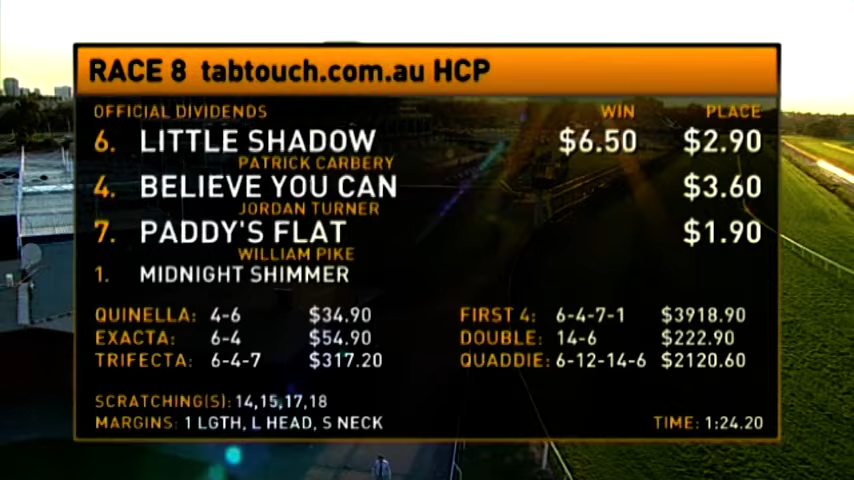 RACE 8 tabtouch.com.au HCP
OFFICIAL DIVIDENDS WIN PLACE
6. LITTLE SHADOW $6.50 $2.90
PATRICK CARBERY
4. BELIEVE YOU CAN $3.60
JORDAN TURNER
7. PADDY'S FLAT $1.90
WILLIAM PIKE
1. MIDNIGHT SHIMMER
QUINELLA: 4-6 $34.90 FIRST 4: 6-4-7-1 $3918.90
EXACTA: 6-4 $54.90 DOUBLE: 14-6 $222.90
TRIFECTA: 6-4-7 $317.20 QUADDIE: 6-12-14-6 $2120.60
SCRATCHING(S): 14,15,17,18
MARGINS: 1 LGTH, L HEAD, S NECK TIME: 1:24.20